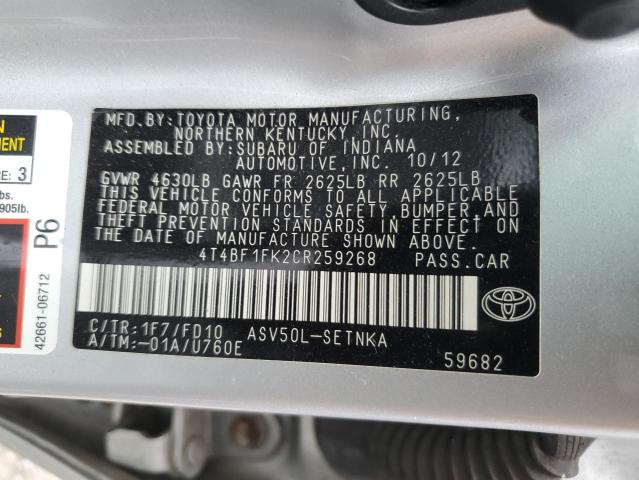 MFD.BY:TOYOTA MOTOR MANUFACTURING,
NORTHERN KENTUCKY,INC.
ASSEMBLED BY:SUBARU OF INDIANA
AUTOMOTIVE,INC. 10/12
GVWR 4630LB GAWR FR 2625LB RR 2625LB
THIS VEHICLE CONFORMS TO ALL APPLICABLE
FEDERAL MOTOR VEHICLE SAFETY,BUMPER,AND
THEFT PREVENTION STANDARDS IN EFFECT ON
THE DATE OF MANUFACTURE SHOWN ABOVE.
4T4BF1FK2CR259268 PASS.CAR
C/TR:1F7/FD10 ASV50L-SETNKA
A/TM:-01A/U760E
59682
P6
42661-06712
3
905lb.